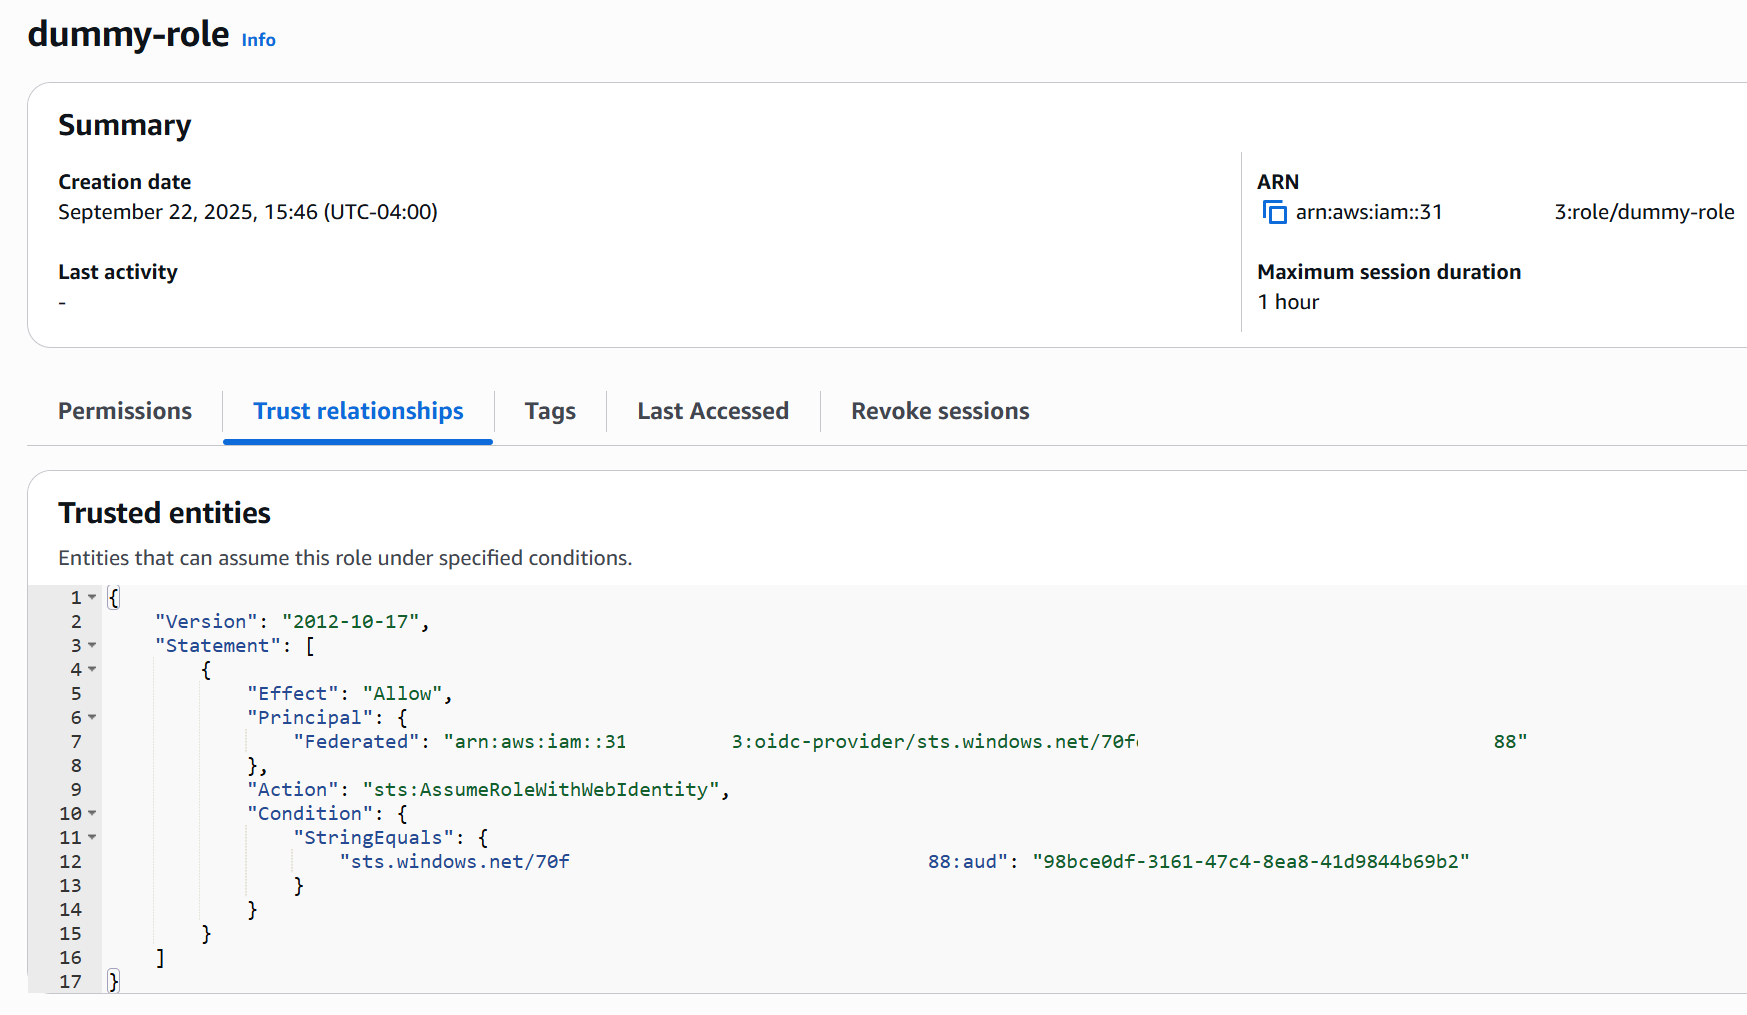 dummy-role Info
Summary
Creation date
September 22, 2025, 15:46 (UTC-04:00)
Last activity
-
ARN
arn:aws:iam::31 3:role/dummy-role
Maximum session duration
1 hour
Permissions Trust relationships Tags Last Accessed Revoke sessions
Trusted entities
Entities that can assume this role under specified conditions.
1 {
2 "Version": "2012-10-17",
3 "Statement": [
4 {
5 "Effect": "Allow",
6 "Principal": {
7 "Federated": "arn:aws:iam::31 3:oidc-provider/sts.windows.net/70f 88"
8 },
9 "Action": "sts:AssumeRoleWithWebIdentity",
10 "Condition": {
11 "StringEquals": {
12 "sts.windows.net/70f 88:aud": "98bce0df-3161-47c4-8ea8-41d9844b69b2"
13 }
14 }
15 }
16 ]
17 }